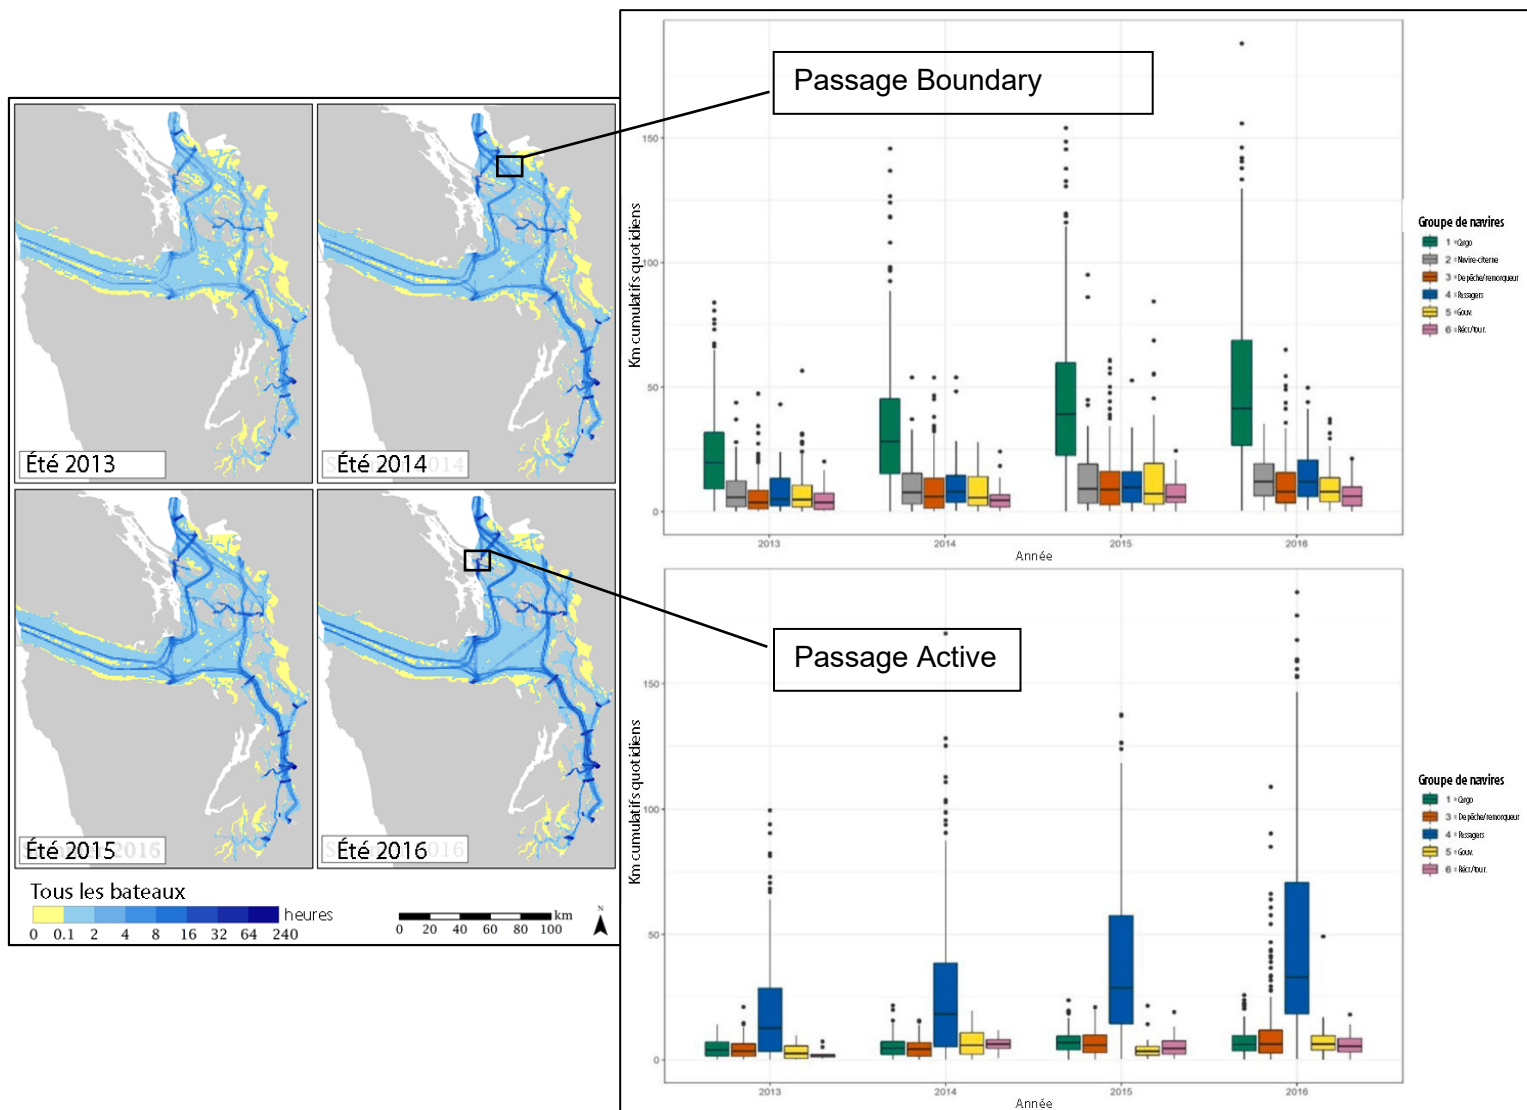 Passage Boundary
150
100
50
0
2013
2014
2015
2016
Année
Km cumulatifs quotidiens
Groupe de navires
1 = Cargo
2 = Navire-citerne
3 = De pêche/remorqueur
4 = Passagers
5 = Gouv.
6 = Récr./tour.
Été 2013
Été 2014
Été 2015
Été 2016
Tous les bateaux
heures
0 0.1 2 4 8 16 32 64 240
km
0 20 40 60 80 100
N
Passage Active
150
100
50
0
2013
2014
2015
2016
Année
Km cumulatifs quotidiens
Groupe de navires
1 = Cargo
3 = De pêche/remorqueur
4 = Passagers
5 = Gouv.
6 = Récr./tour.